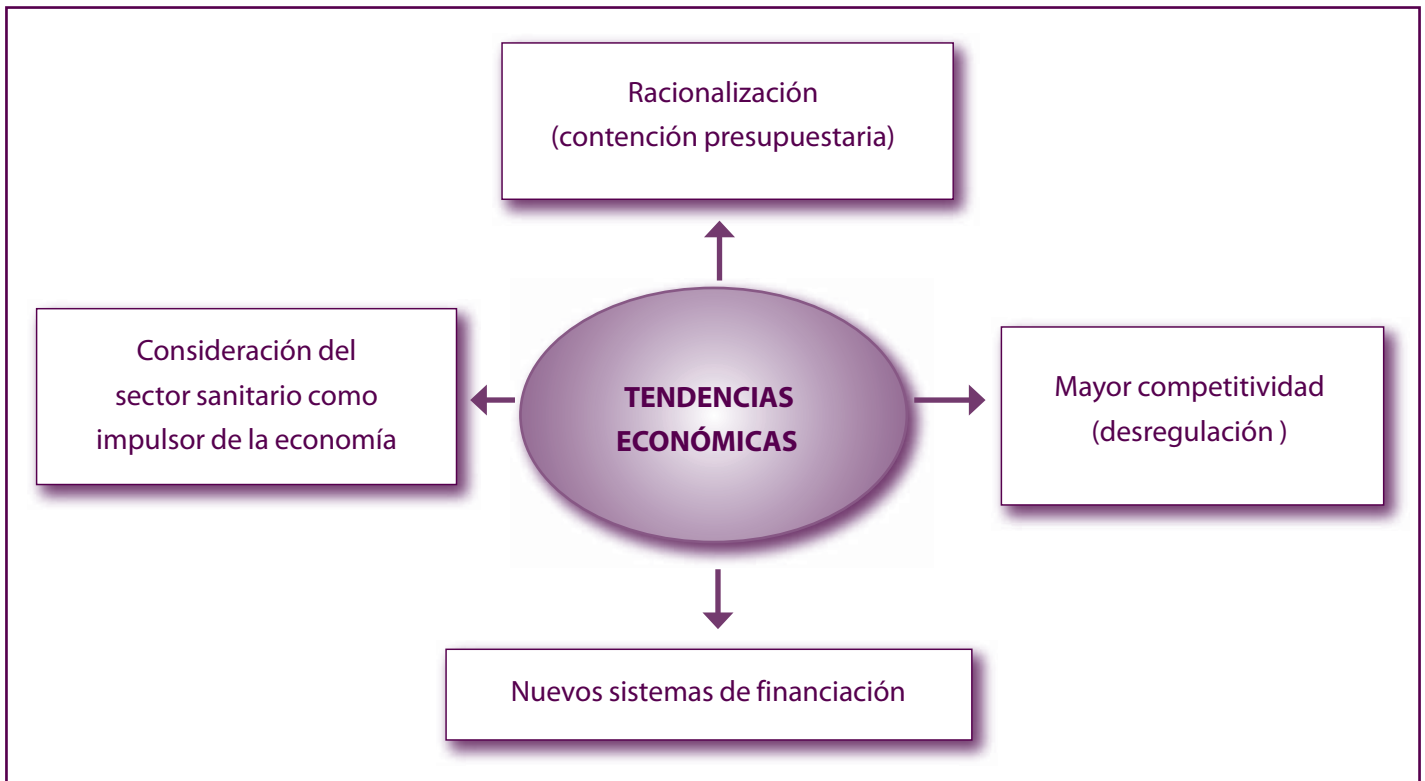 Racionalización
(contención presupuestaria)
Consideración del
sector sanitario como
impulsor de la economía
TENDENCIAS
ECONÓMICAS
Mayor competitividad
(desregulación )
Nuevos sistemas de financiación